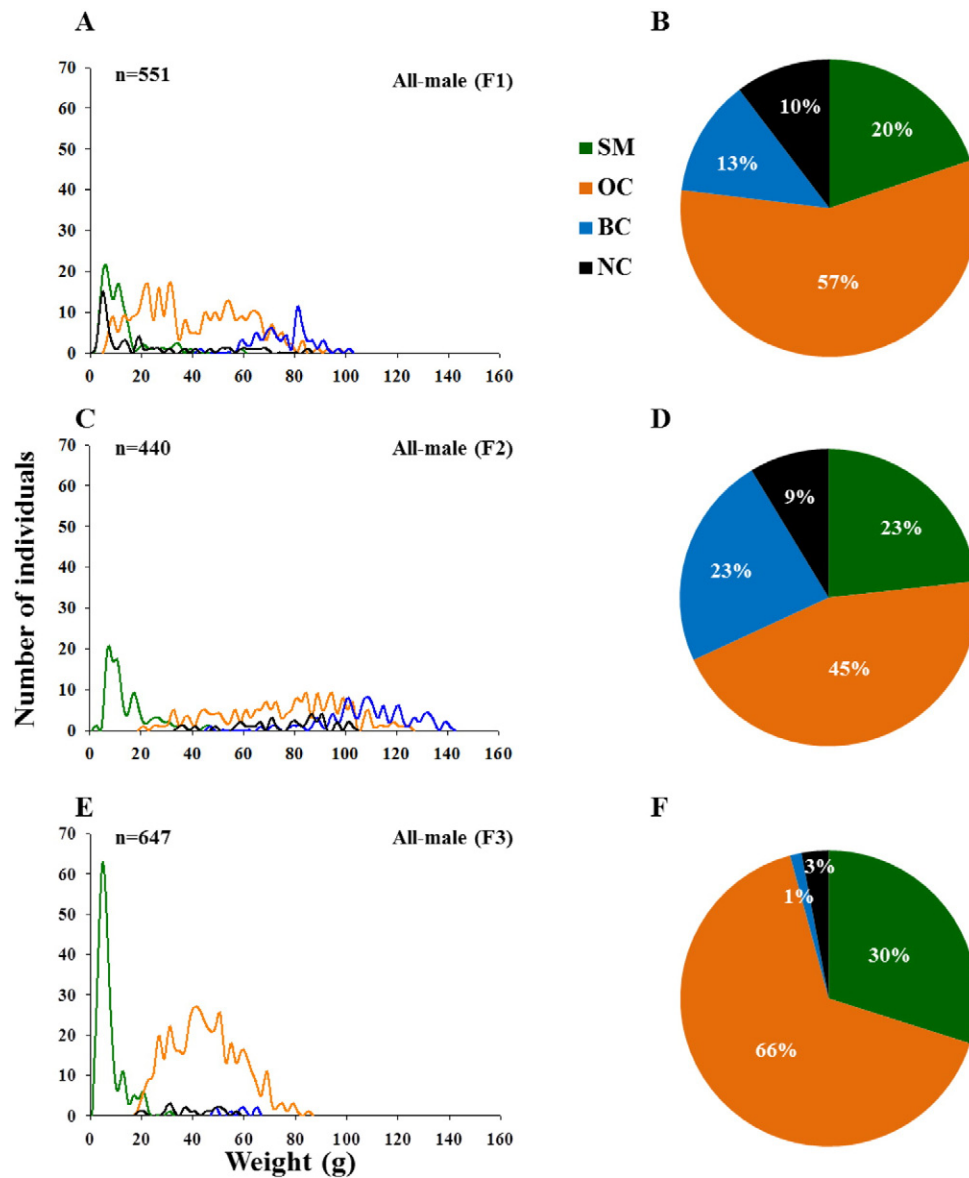 A
B
n=551
All-male (F1)
70
60
50
40
30
20
10
0
0 20 40 60 80 100 120 140 160
SM
OC
BC
NC
10%
20%
13%
57%
C
D
n=440
All-male (F2)
70
60
50
40
30
20
10
0
0 20 40 60 80 100 120 140 160
9%
23%
23%
45%
Number of individuals
E
F
n=647
All-male (F3)
70
60
50
40
30
20
10
0
0 20 40 60 80 100 120 140 160
Weight (g)
3%
1%
30%
66%